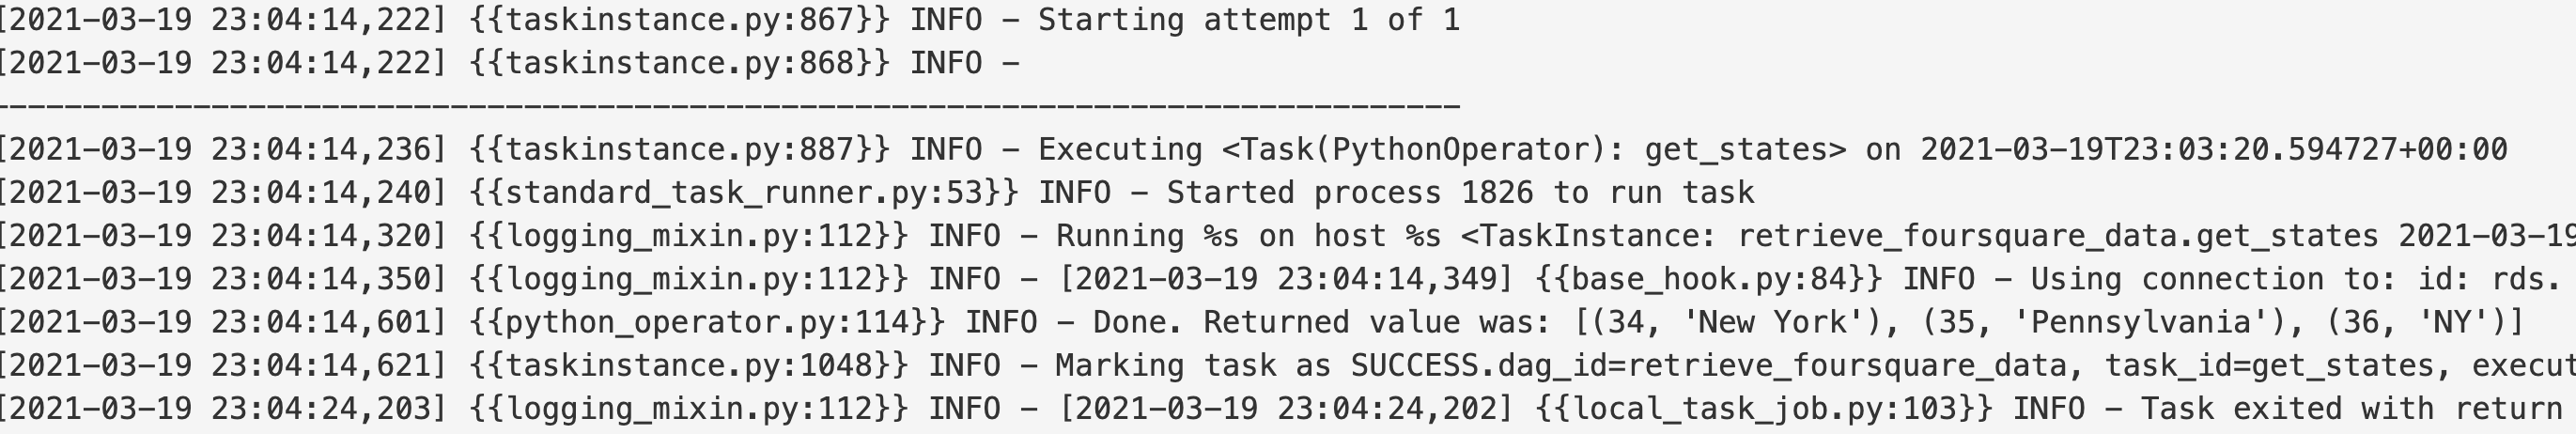 [2021-03-19 23:04:14,222] {{taskinstance.py:867}} INFO - Starting attempt 1 of 1
[2021-03-19 23:04:14,222] {{taskinstance.py:868}} INFO -
--------------------------------------------------------------------------------
[2021-03-19 23:04:14,236] {{taskinstance.py:887}} INFO - Executing <Task(PythonOperator): get_states> on 2021-03-19T23:03:20.594727+00:00
[2021-03-19 23:04:14,240] {{standard_task_runner.py:53}} INFO - Started process 1826 to run task
[2021-03-19 23:04:14,320] {{logging_mixin.py:112}} INFO - Running %s on host %s <TaskInstance: retrieve_foursquare_data.get_states 2021-03-19
[2021-03-19 23:04:14,350] {{logging_mixin.py:112}} INFO - [2021-03-19 23:04:14,349] {{base_hook.py:84}} INFO - Using connection to: id: rds.
[2021-03-19 23:04:14,601] {{python_operator.py:114}} INFO - Done. Returned value was: [(34, 'New York'), (35, 'Pennsylvania'), (36, 'NY')]
[2021-03-19 23:04:14,621] {{taskinstance.py:1048}} INFO - Marking task as SUCCESS.dag_id=retrieve_foursquare_data, task_id=get_states, execut
[2021-03-19 23:04:24,203] {{logging_mixin.py:112}} INFO - [2021-03-19 23:04:24,202] {{local_task_job.py:103}} INFO - Task exited with return